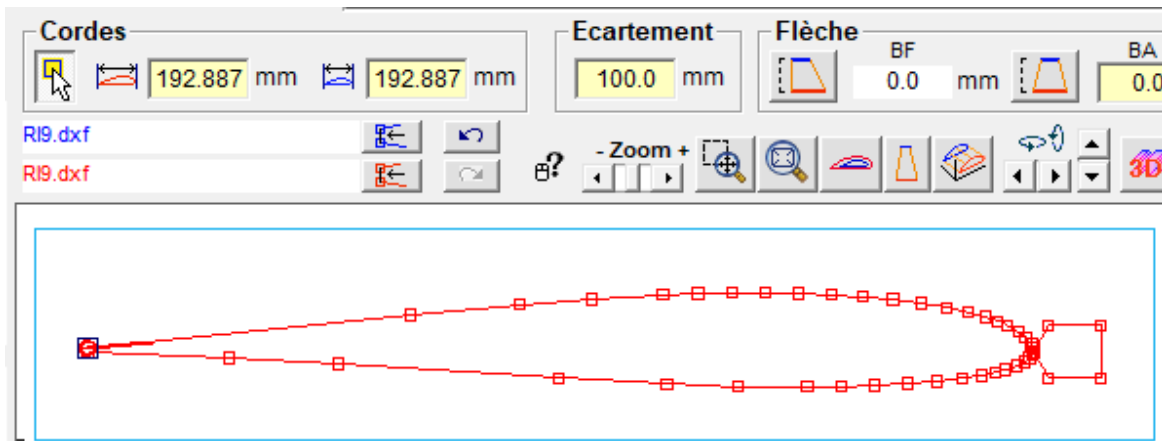 Cordes
192.887 mm 192.887 mm
Ecartement
100.0 mm
Flèche
BF
0.0 mm
BA
0.0
RI9.dxf
RI9.dxf
?
- Zoom +
3D